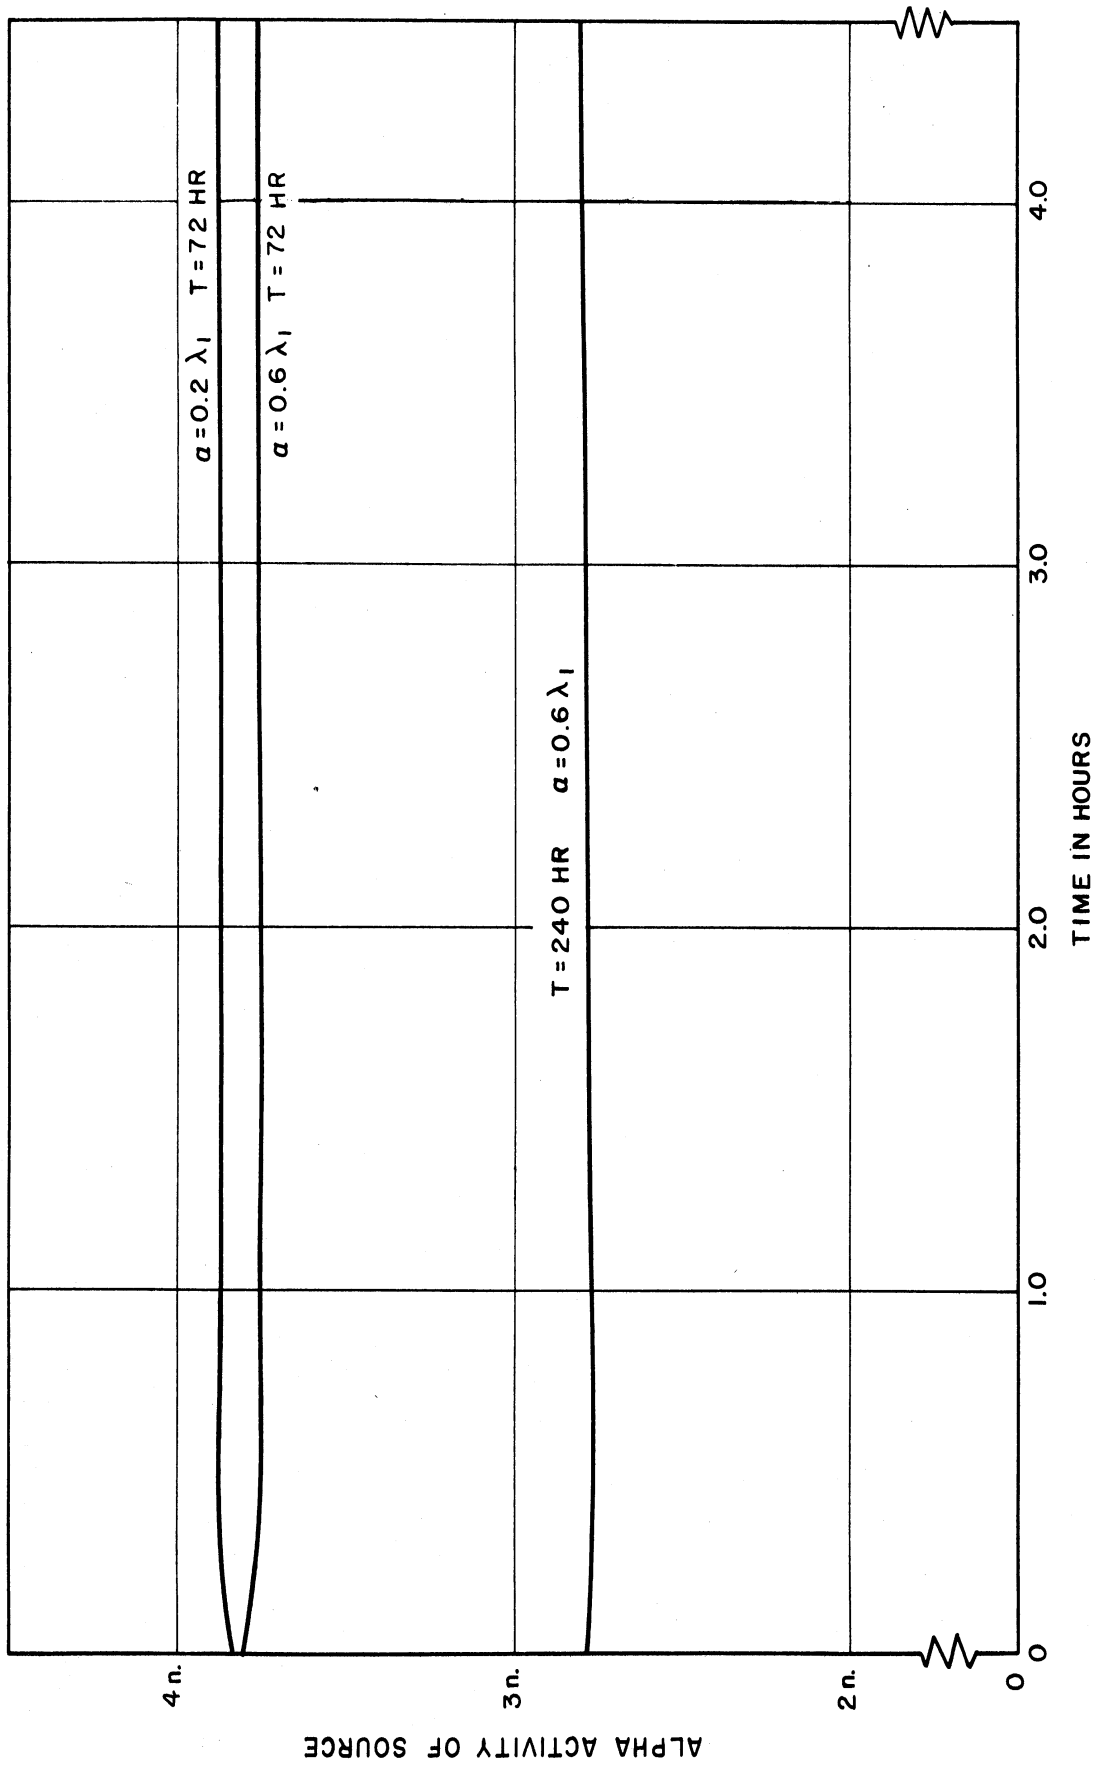 4 n.
3 n.
2 n.
0
ALPHA ACTIVITY OF SOURCE
a = 0.2 λ₁ T = 72 HR
a = 0.6 λ₁ T = 72 HR
T = 240 HR a = 0.6 λ₁
0
1.0
2.0
3.0
4.0
TIME IN HOURS